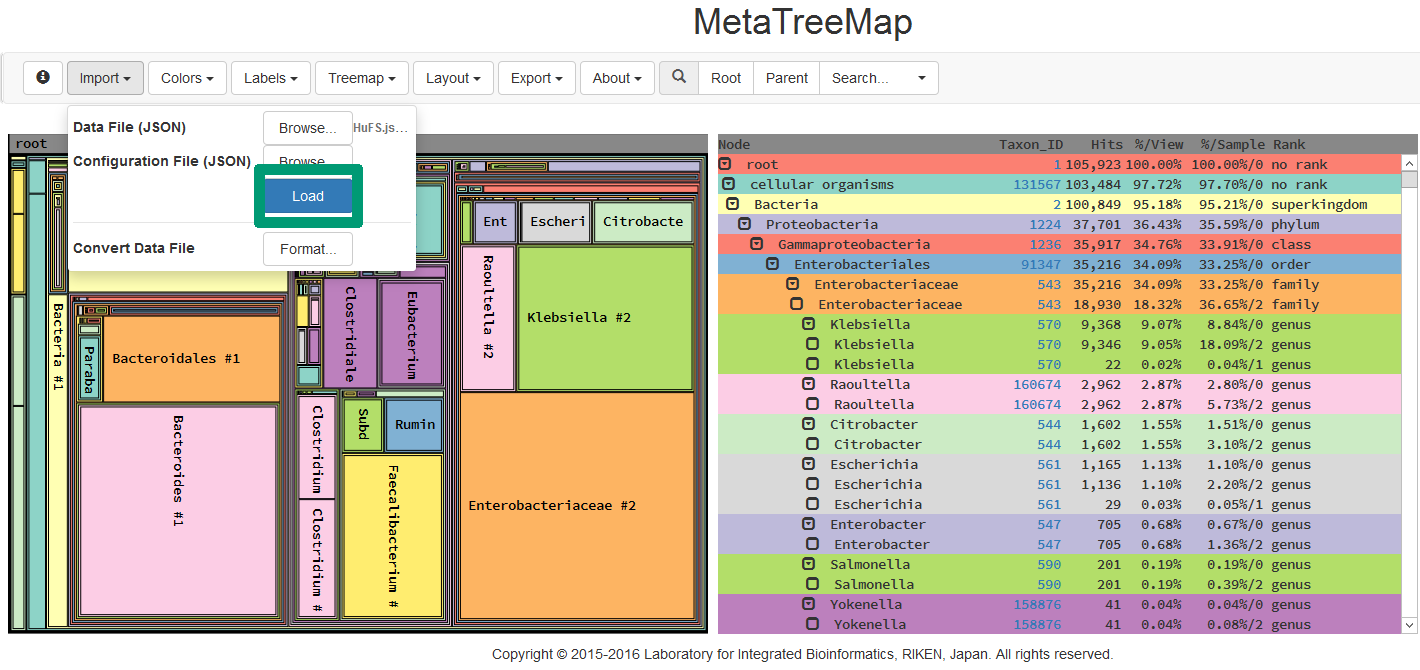 MetaTreeMap
Import Colors Labels Treemap Layout Export About Root Parent Search...
Data File (JSON) Browse... HuFS.js...
Configuration File (JSON) Browse...
Load
Convert Data File Format...
root
Bacteria #1
Paraba
Bacteroidales #1
Bacteroides #1
Clostridiale
Eubacterium
Clostridium
Clostridium #
Subd
Rumin
Faecalibacterium #
Ent
Escheri
Citrobacte
Raoultella #2
Klebsiella #2
Enterobacteriaceae #2
Node Taxon_ID Hits %/View %/Sample Rank
root 1 105,923 100.00% 100.00%/0 no rank
cellular organisms 131567 103,484 97.72% 97.70%/0 no rank
Bacteria 2 100,849 95.18% 95.21%/0 superkingdom
Proteobacteria 1224 37,701 36.43% 35.59%/0 phylum
Gammaproteobacteria 1236 35,917 34.76% 33.91%/0 class
Enterobacteriales 91347 35,216 34.09% 33.25%/0 order
Enterobacteriaceae 543 35,216 34.09% 33.25%/0 family
Enterobacteriaceae 543 18,930 18.32% 36.65%/2 family
Klebsiella 570 9,368 9.07% 8.84%/0 genus
Klebsiella 570 9,346 9.05% 18.09%/2 genus
Klebsiella 570 22 0.02% 0.04%/1 genus
Raoultella 160674 2,962 2.87% 2.80%/0 genus
Raoultella 160674 2,962 2.87% 5.73%/2 genus
Citrobacter 544 1,602 1.55% 1.51%/0 genus
Citrobacter 544 1,602 1.55% 3.10%/2 genus
Escherichia 561 1,165 1.13% 1.10%/0 genus
Escherichia 561 1,136 1.10% 2.20%/2 genus
Escherichia 561 29 0.03% 0.05%/1 genus
Enterobacter 547 705 0.68% 0.67%/0 genus
Enterobacter 547 705 0.68% 1.36%/2 genus
Salmonella 590 201 0.19% 0.19%/0 genus
Salmonella 590 201 0.19% 0.39%/2 genus
Yokenella 158876 41 0.04% 0.04%/0 genus
Yokenella 158876 41 0.04% 0.08%/2 genus
Copyright © 2015-2016 Laboratory for Integrated Bioinformatics, RIKEN, Japan. All rights reserved.